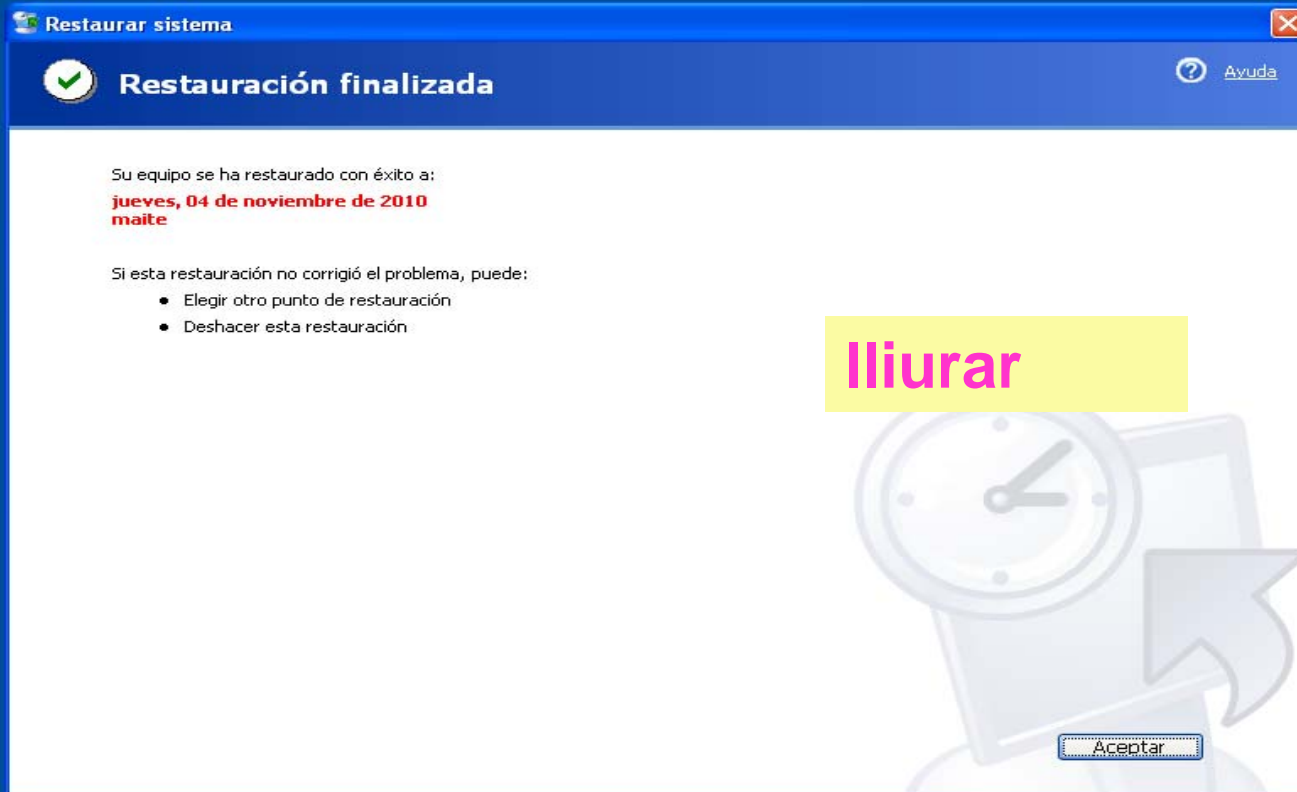 Restaurar sistema
Restauración finalizada
Ayuda
Su equipo se ha restaurado con éxito a:
jueves, 04 de noviembre de 2010
maite
Si esta restauración no corrigió el problema, puede:
• Elegir otro punto de restauración
• Deshacer esta restauración
lliurar
Aceptar